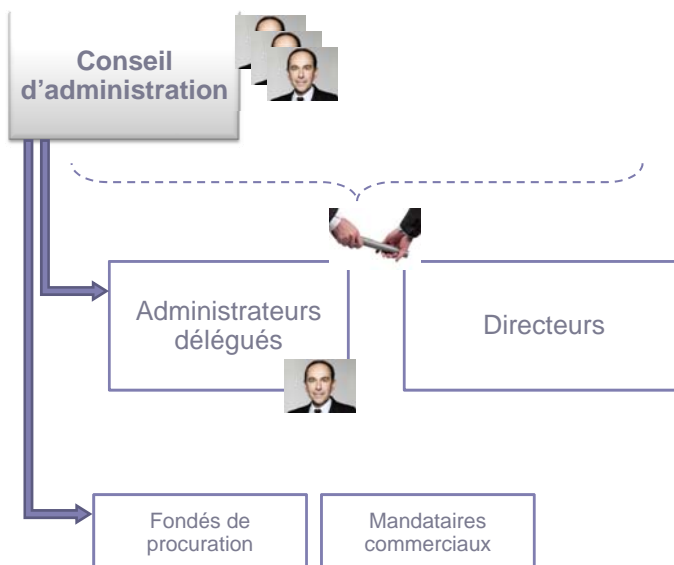 Conseil
d'administration
Administrateurs
délégués
Directeurs
Fondés de
procuration
Mandataires
commerciaux